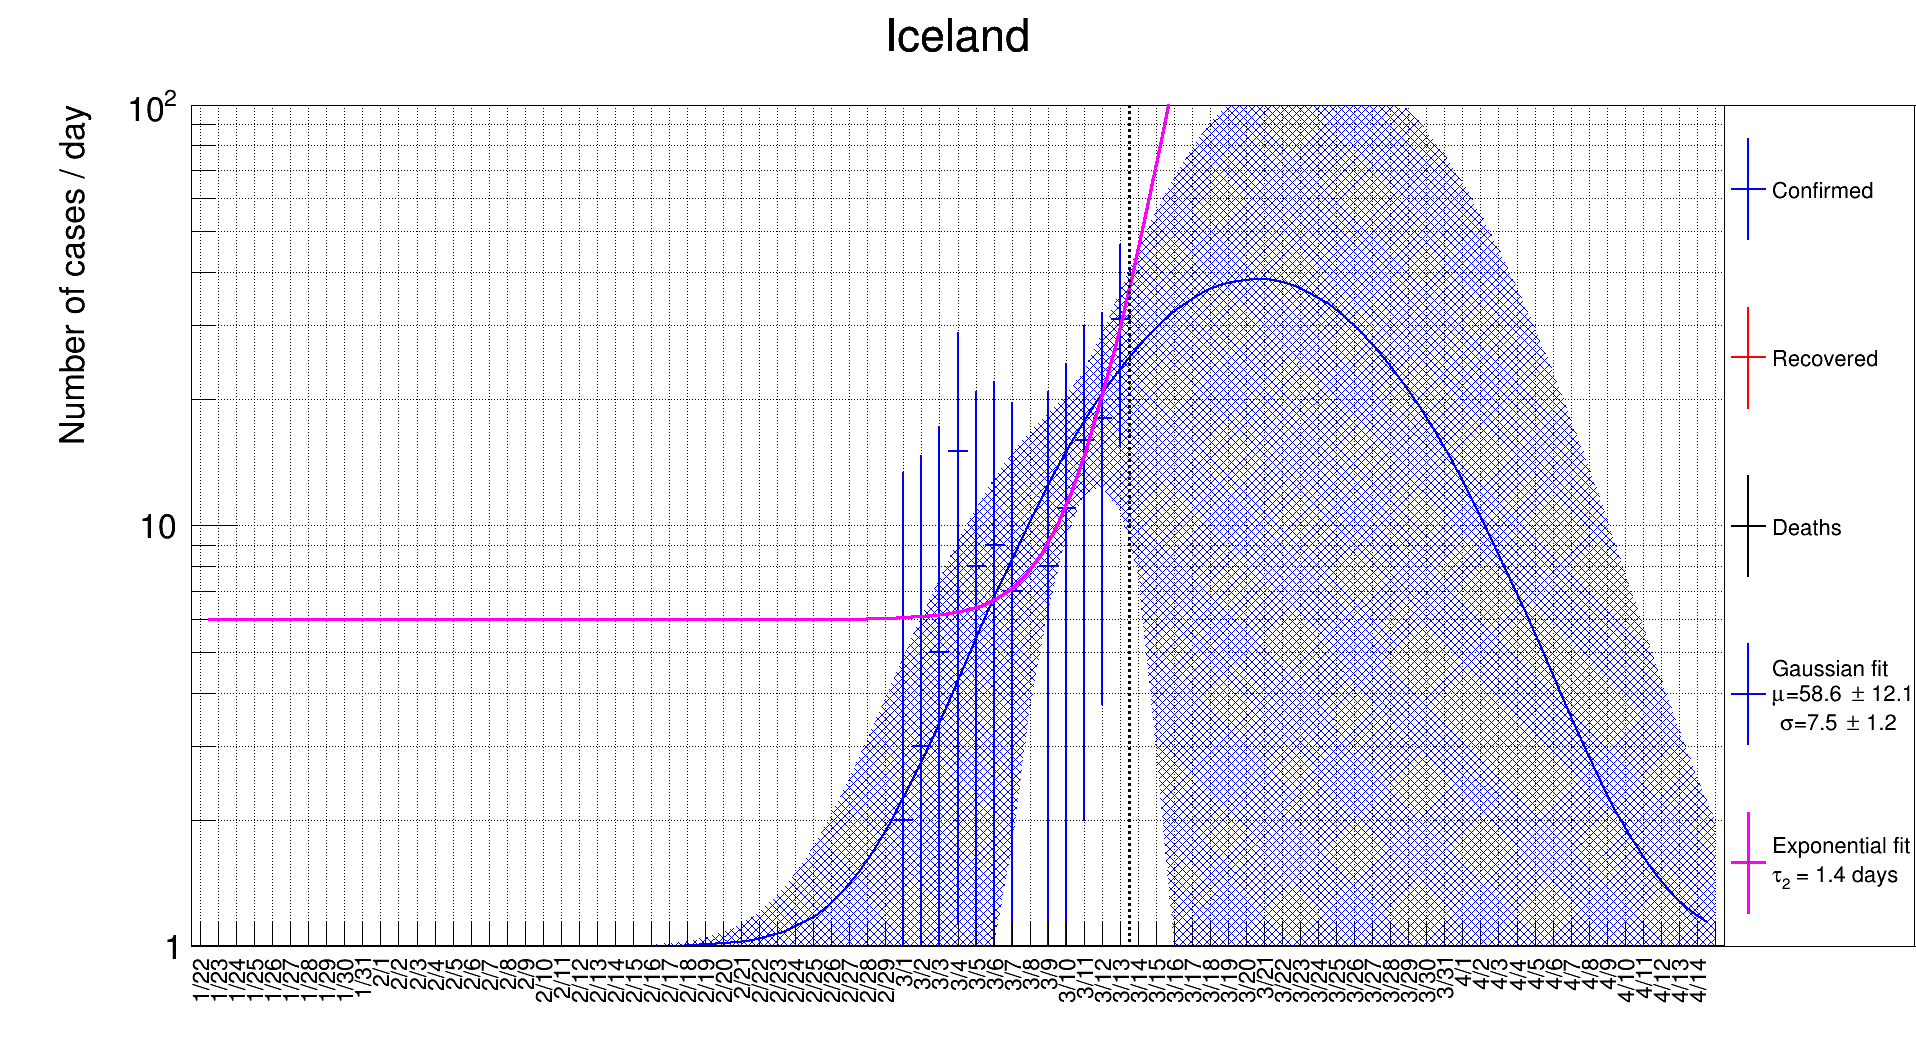 Iceland
Number of cases / day
10²
10
1
1/22 1/23 1/24 1/25 1/26 1/27 1/28 1/29 1/30 1/31 2/1 2/2 2/3 2/4 2/5 2/6 2/7 2/8 2/9 2/10 2/11 2/12 2/13 2/14 2/15 2/16 2/17 2/18 2/19 2/20 2/21 2/22 2/23 2/24 2/25 2/26 2/27 2/28 2/29 3/1 3/2 3/3 3/4 3/5 3/6 3/7 3/8 3/9 3/10 3/11 3/12 3/13 3/14 3/15 3/16 3/17 3/18 3/19 3/20 3/21 3/22 3/23 3/24 3/25 3/26 3/27 3/28 3/29 3/30 3/31 4/1 4/2 4/3 4/4 4/5 4/6 4/7 4/8 4/9 4/10 4/11 4/12 4/13 4/14
Confirmed
Recovered
Deaths
Gaussian fit
μ=58.6 ± 12.1
σ=7.5 ± 1.2
Exponential fit
τ₂ = 1.4 days